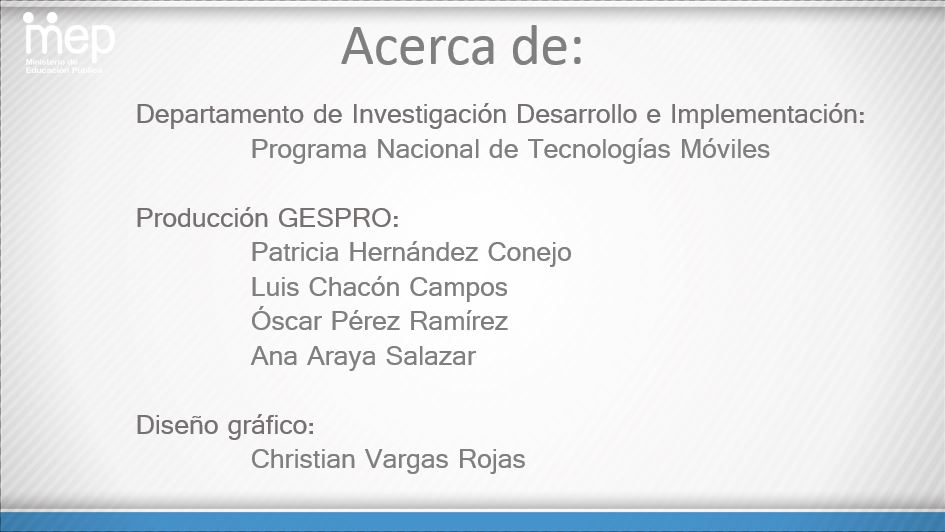 mep
Ministerio de
Educación Pública
Acerca de:
Departamento de Investigación Desarrollo e Implementación:
Programa Nacional de Tecnologías Móviles
Producción GESPRO:
Patricia Hernández Conejo
Luis Chacón Campos
Óscar Pérez Ramírez
Ana Araya Salazar
Diseño gráfico:
Christian Vargas Rojas